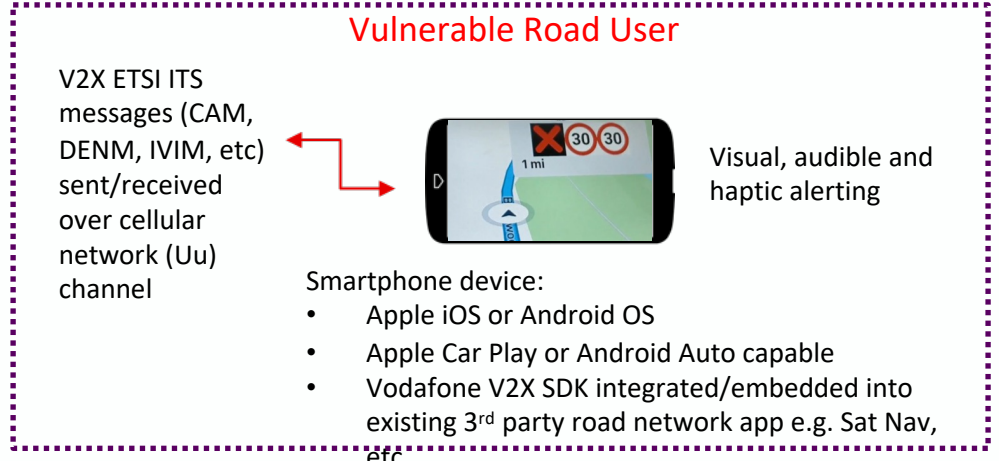 Vulnerable Road User
V2X ETSI ITS
messages (CAM,
DENM, IVIM, etc)
sent/received
over cellular
network (Uu)
channel
30 30
1 mi
Visual, audible and
haptic alerting
Smartphone device:
• Apple iOS or Android OS
• Apple Car Play or Android Auto capable
• Vodafone V2X SDK integrated/embedded into
existing 3rd party road network app e.g. Sat Nav,
etc